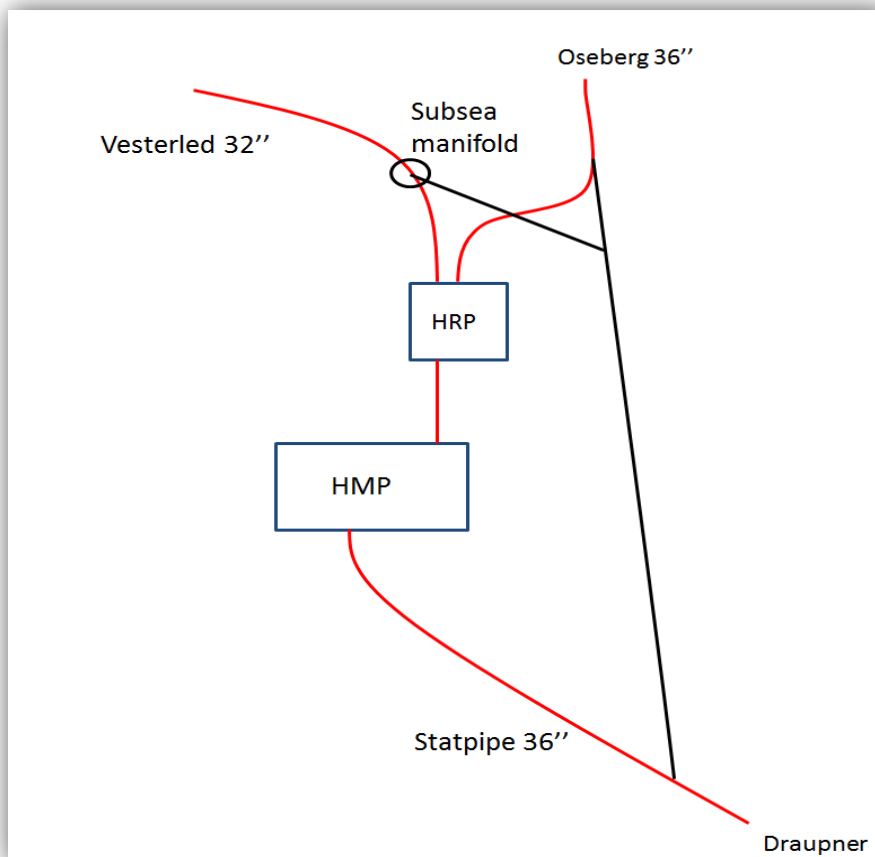 Oseberg 36’’
Subsea
manifold
Vesterled 32’’
HRP
HMP
Statpipe 36’’
Draupner